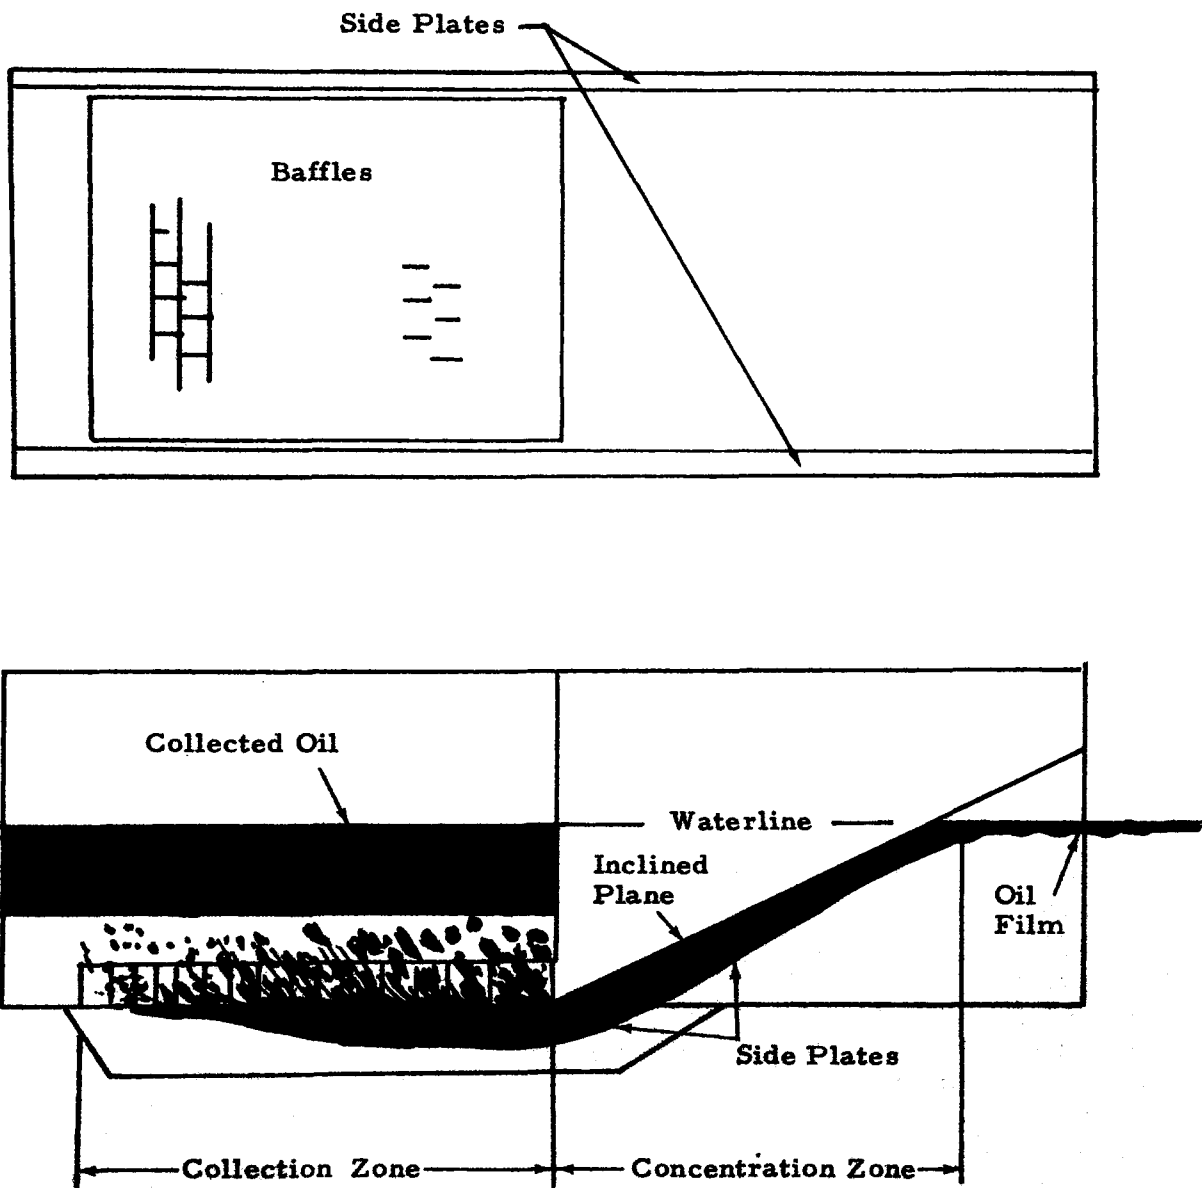 Side Plates
Baffles
Collected Oil
Waterline
Inclined
Plane
Oil
Film
Side Plates
Collection Zone
Concentration Zone